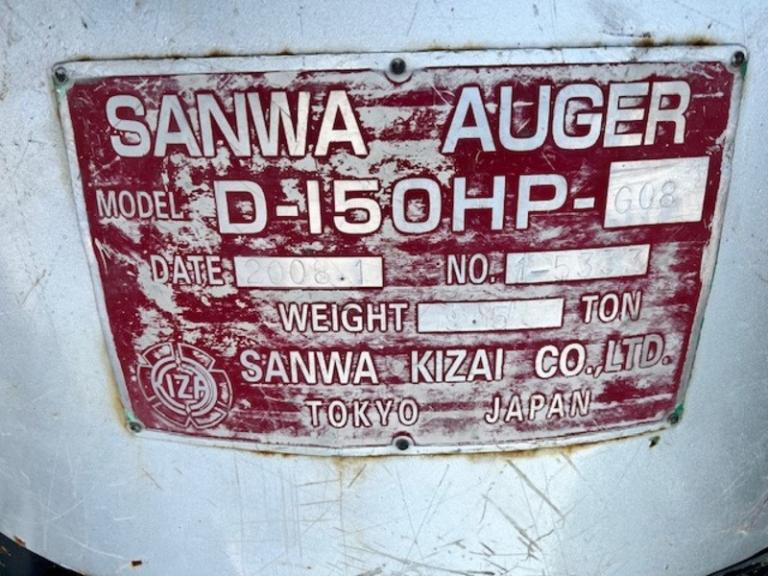 SANWA AUGER
MODEL D-150HP-G08
DATE 2008.1 NO. 1-5333
WEIGHT TON
KIZAI SANWA KIZAI CO.,LTD.
TOKYO JAPAN